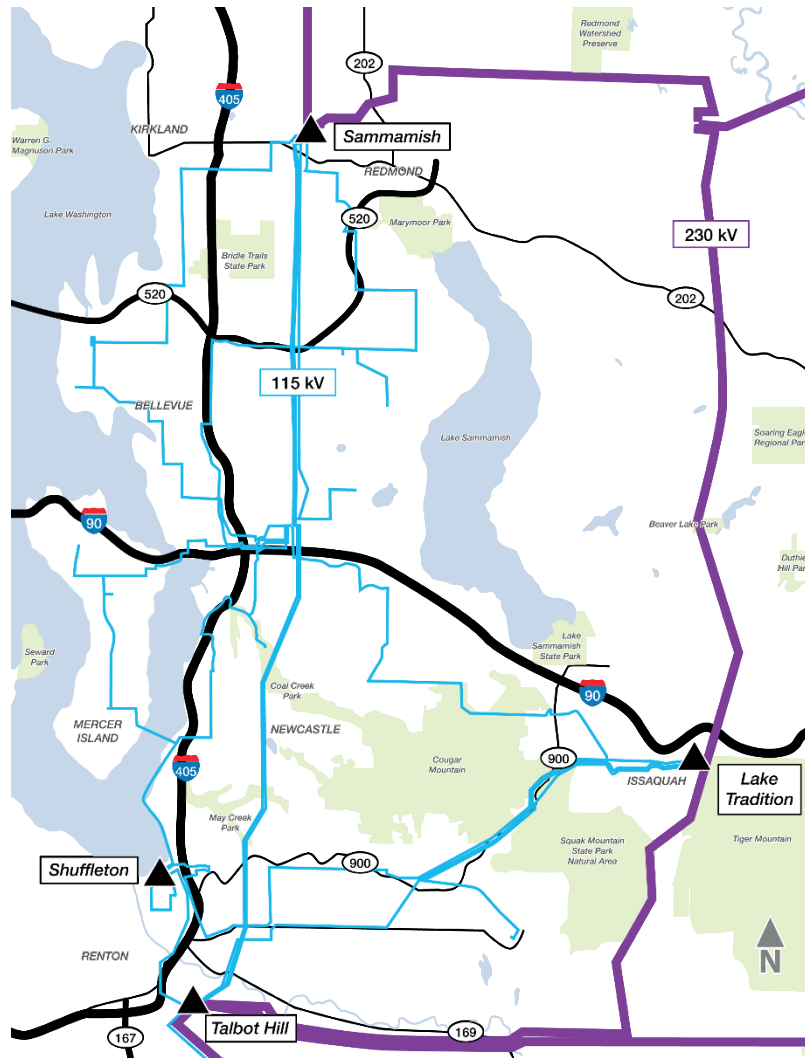 Redmond
Watershed
Preserve
202
405
KIRKLAND
Sammamish
Warren G.
Magnuson Park
REDMOND
Lake Washington
520
Marymoor Park
230 kV
Bridle Trails
State Park
520
202
115 kV
BELLEVUE
Lake Sammamish
Soaring Eagl
Regional Par
90
Beaver Lake Park
Duthie
Hill Par
Lake
Sammamish
State Park
Seward
Park
Coal Creek
Park
90
MERCER
ISLAND
NEWCASTLE
Cougar
Mountain
900
405
ISSAQUAH
Lake
Tradition
May Creek
Park
Squak Mountain
State Park
Natural Area
Tiger Mountain
Shuffleton
900
RENTON
N
Talbot Hill
169
167